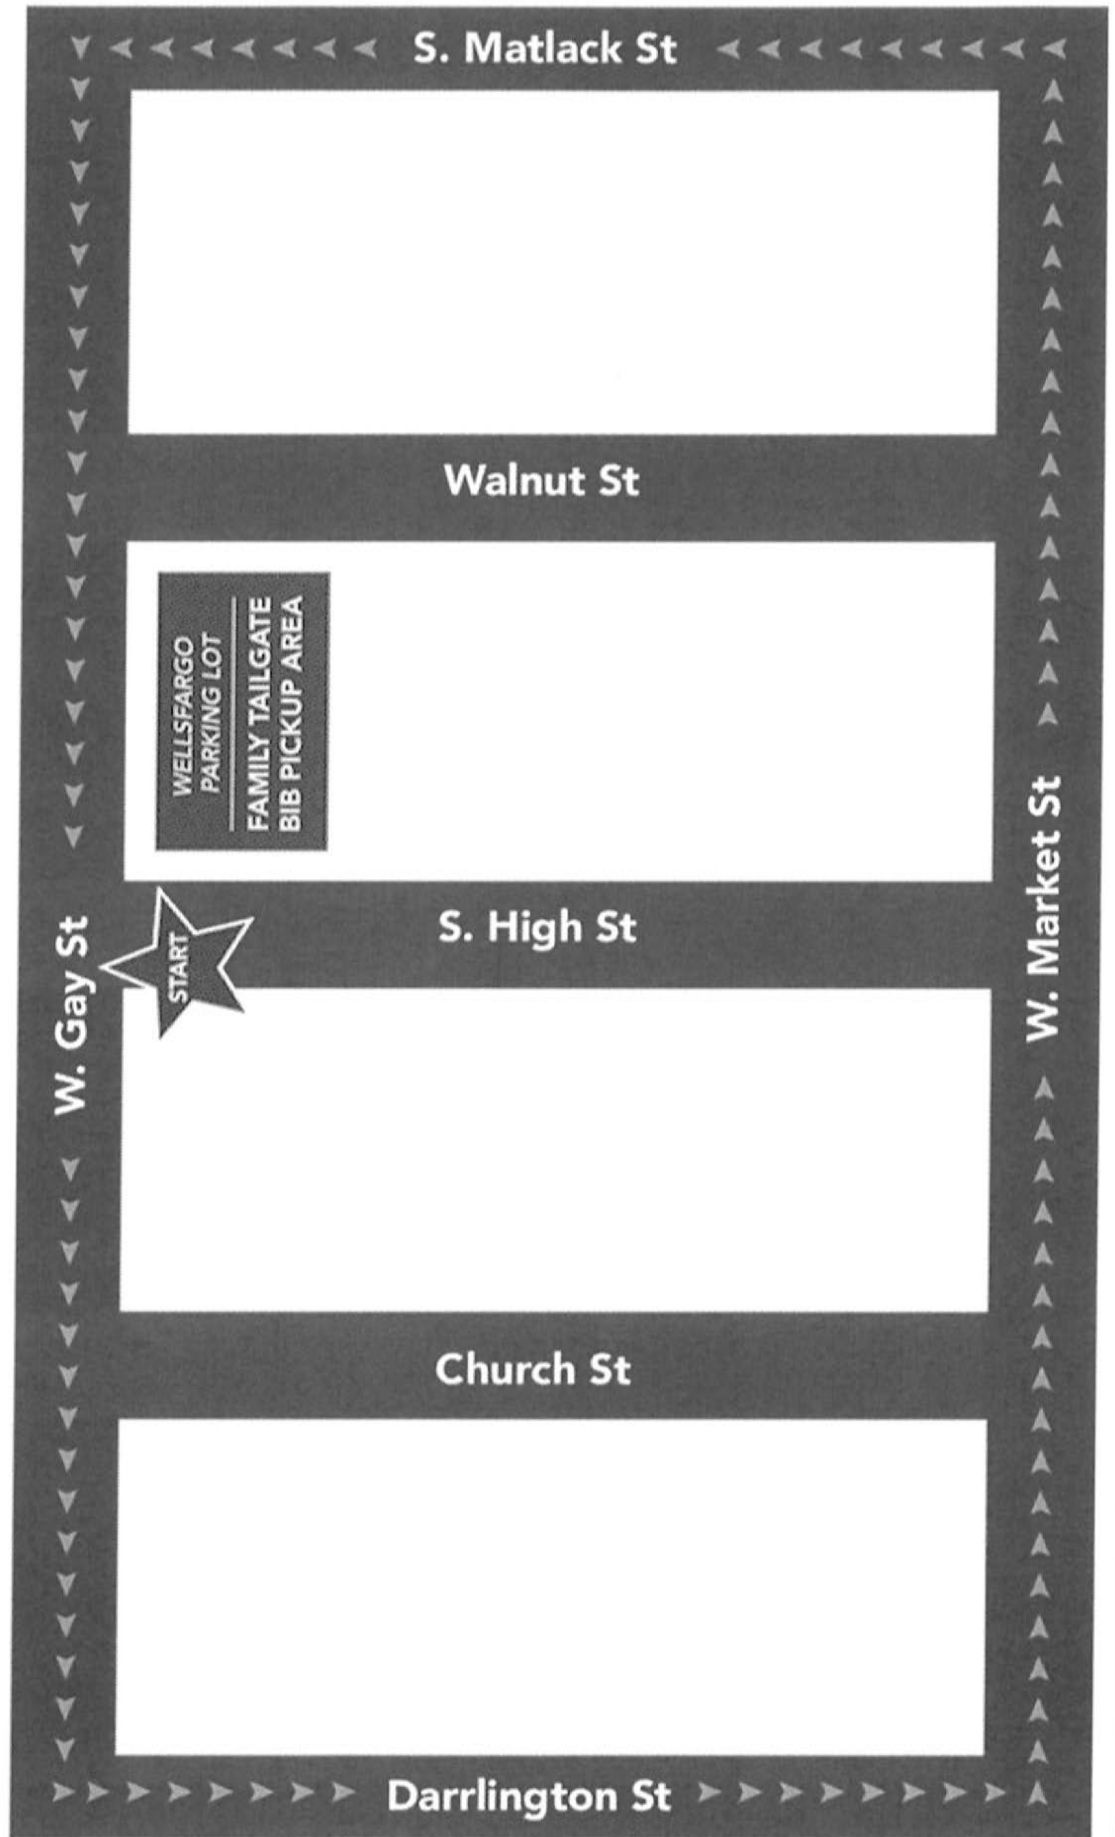 S. Matlack St
Walnut St
WELLSFARGO
PARKING LOT
FAMILY TAILGATE
BIB PICKUP AREA
W. Gay St
START
S. High St
W. Market St
Church St
Darrlington St